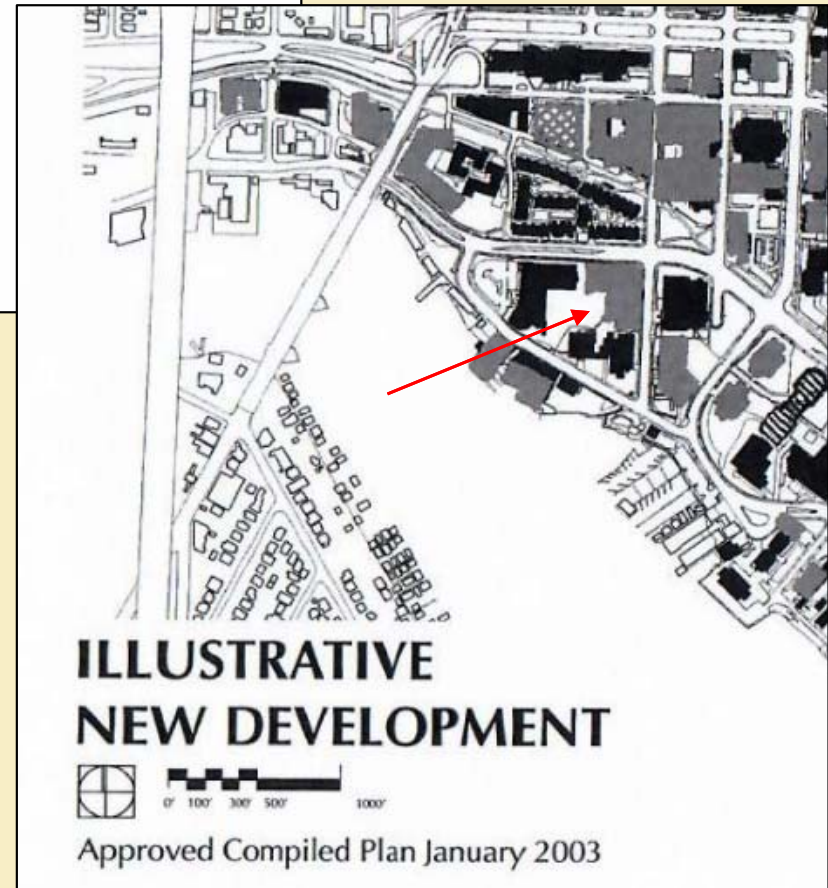 ILLUSTRATIVE
NEW DEVELOPMENT
0' 100' 300' 500' 1000'
Approved Compiled Plan January 2003